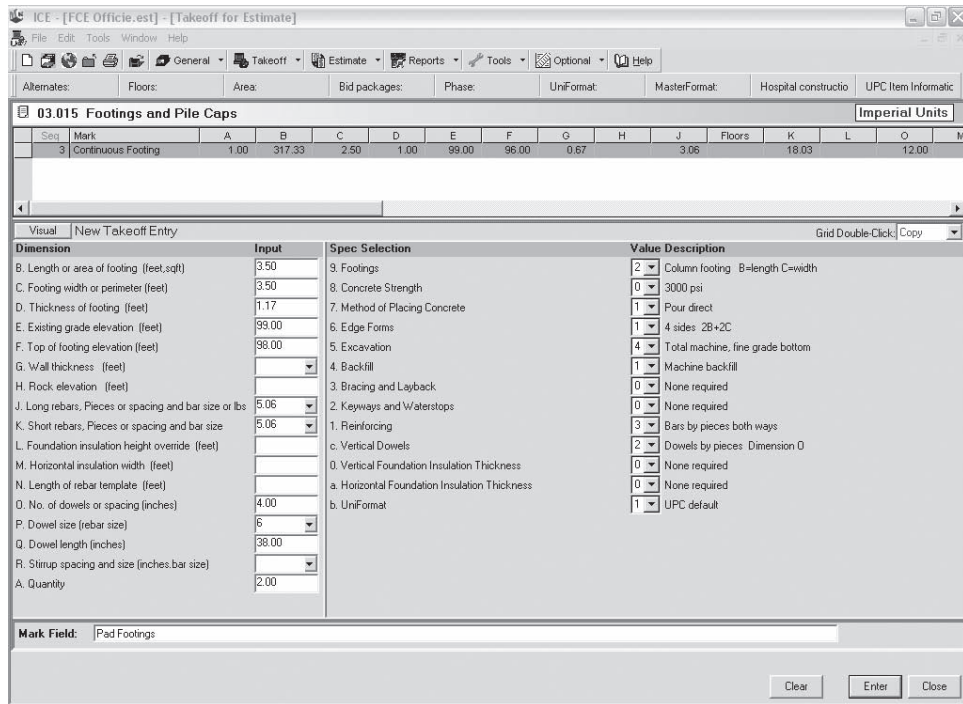 ICE - [FCE Officie.est] - [Takeoff for Estimate]
File Edit Tools Window Help
General Takeoff Estimate Reports Tools Optional Help
Alternates: Floors: Area: Bid packages: Phase: UniFormat: MasterFormat: Hospital constructio UPC Item Informatic
03.015 Footings and Pile Caps Imperial Units
Seq Mark A B C D E F G H J Floors K L O
3 Continuous Footing 1.00 317.33 2.50 1.00 99.00 96.00 0.67 3.06 18.03 12.00
Visual New Takeoff Entry Grid Double-Click: Copy
Dimension Input Spec Selection Value Description
B. Length or area of footing (feet,sqft) 3.50 9. Footings 2 Column footing B=length C=width
C. Footing width or perimeter (feet) 3.50 8. Concrete Strength 0 3000 psi
D. Thickness of footing (feet) 1.17 7. Method of Placing Concrete 1 Pour direct
E. Existing grade elevation (feet) 99.00 6. Edge Forms 1 4 sides 2B+2C
F. Top of footing elevation (feet) 98.00 5. Excavation 4 Total machine, fine grade bottom
G. Wall thickness (feet) 4. Backfill 1 Machine backfill
H. Rock elevation (feet) 3. Bracing and Layback 0 None required
J. Long rebars, Pieces or spacing and bar size or lbs 5.06 2. Keyways and Waterstops 0 None required
K. Short rebars, Pieces or spacing and bar size 5.06 1. Reinforcing 3 Bars by pieces both ways
L. Foundation insulation height override (feet) c. Vertical Dowels 2 Dowels by pieces Dimension O
M. Horizontal insulation width (feet) 0. Vertical Foundation Insulation Thickness 0 None required
N. Length of rebar template (feet) a. Horizontal Foundation Insulation Thickness 0 None required
O. No. of dowels or spacing (inches) 4.00 b. UniFormat 1 UPC default
P. Dowel size (rebar size) 6
Q. Dowel length (inches) 38.00
R. Stirrup spacing and size (inches.bar size)
A. Quantity 2.00
Mark Field: Pad Footings
Clear Enter Close